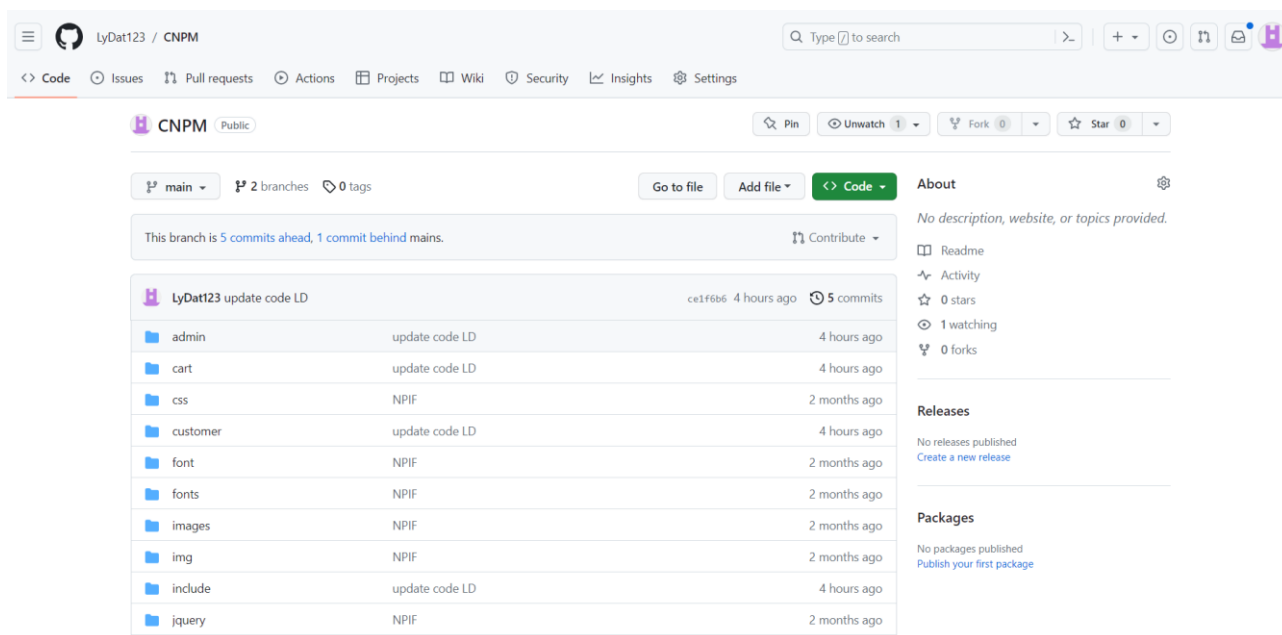 LyDat123 / CNPM
Type / to search
Code Issues Pull requests Actions Projects Wiki Security Insights Settings
CNPM Public
Pin Unwatch 1 Fork 0 Star 0
main 2 branches 0 tags
Go to file Add file Code
This branch is 5 commits ahead, 1 commit behind mains.
Contribute
LyDat123 update code LD ce1f6b6 4 hours ago 5 commits
admin update code LD 4 hours ago
cart update code LD 4 hours ago
css NPIF 2 months ago
customer update code LD 4 hours ago
font NPIF 2 months ago
fonts NPIF 2 months ago
images NPIF 2 months ago
img NPIF 2 months ago
include update code LD 4 hours ago
jquery NPIF 2 months ago
About
No description, website, or topics provided.
Readme
Activity
0 stars
1 watching
0 forks
Releases
No releases published
Create a new release
Packages
No packages published
Publish your first package